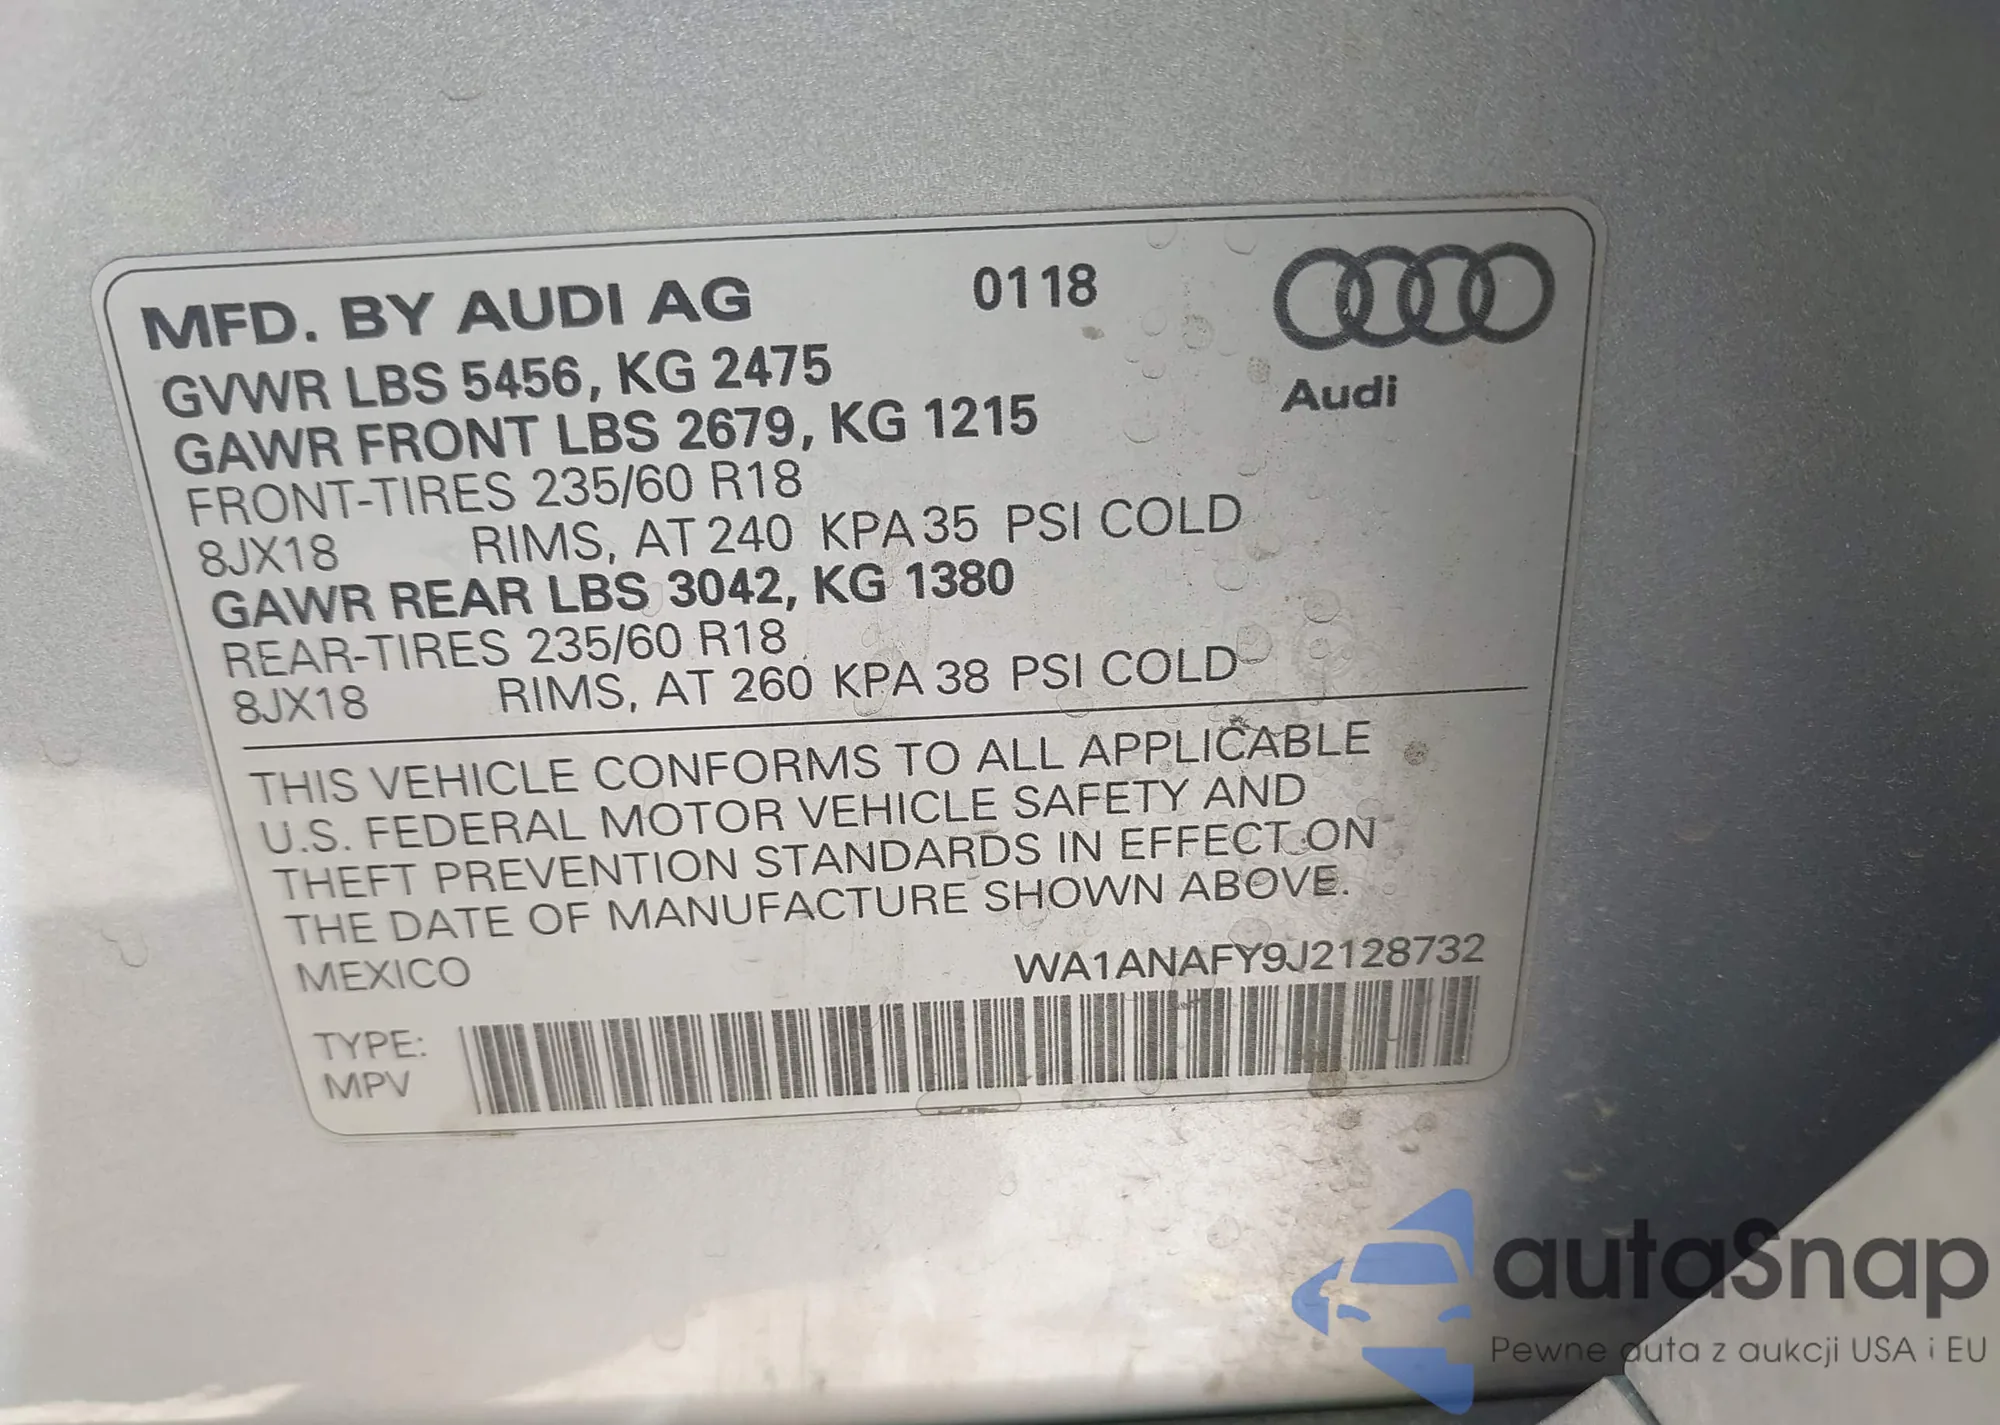 MFD. BY AUDI AG 0118
Audi
GVWR LBS 5456, KG 2475
GAWR FRONT LBS 2679, KG 1215
FRONT-TIRES 235/60 R18
8JX18 RIMS, AT 240 KPA 35 PSI COLD
GAWR REAR LBS 3042, KG 1380
REAR-TIRES 235/60 R18
8JX18 RIMS, AT 260 KPA 38 PSI COLD
THIS VEHICLE CONFORMS TO ALL APPLICABLE
U.S. FEDERAL MOTOR VEHICLE SAFETY AND
THEFT PREVENTION STANDARDS IN EFFECT ON
THE DATE OF MANUFACTURE SHOWN ABOVE.
MEXICO WA1ANAFY9J2128732
TYPE:
MPV
autaSnap
Pewne auta z aukcji USA i EU